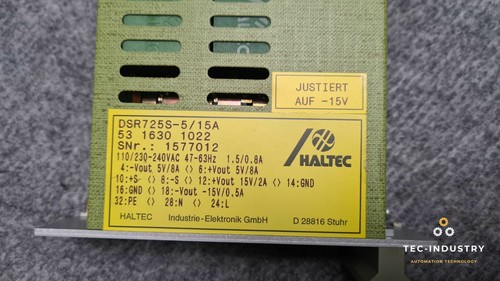 JUSTIERT
AUF -15V
DSR725S-5/15A
53 1630 1022
SNr.: 1577012
HALTEC
110/230-240VAC 47-63Hz 1.5/0.8A
4:-Vout 5V/8A <> 6:+Vout 5V/8A
10:+S- <> 8:-S <> 12:+Vout 15V/2A <> 14:GND
16:GND <> 18:-Vout -15V/0.5A
32:PE <> 28:N <> 24:L
HALTEC Industrie-Elektronik GmbH D 28816 Stuhr
TEC-INDUSTRY
AUTOMATION TECHNOLOGY